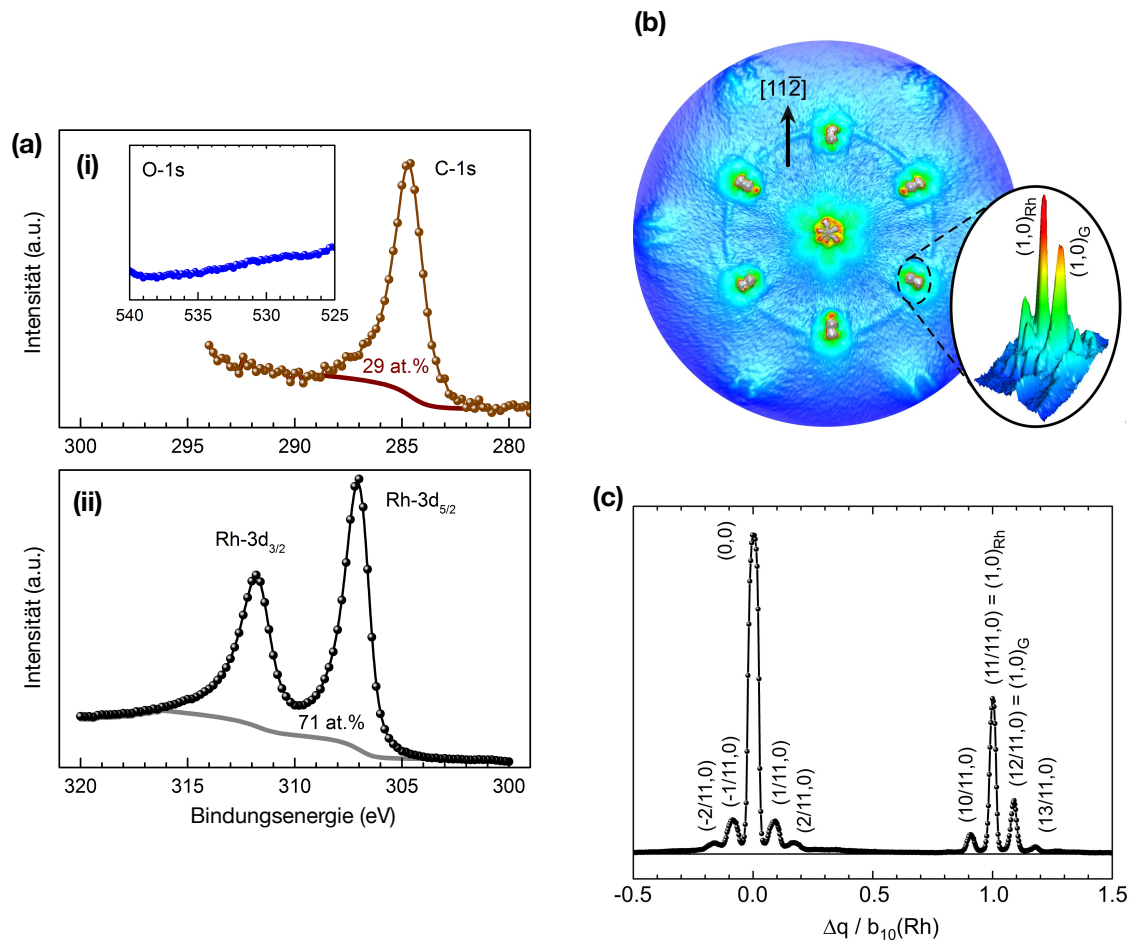 (a)
(i)
O-1s
540 535 530 525
C-1s
29 at.%
Intensität (a.u.)
300 295 290 285 280
(ii)
Rh-3d3/2
Rh-3d5/2
71 at.%
Intensität (a.u.)
320 315 310 305 300
Bindungsenergie (eV)
(b)
[112̅]
(1,0)Rh
(1,0)G
(c)
(-2/11,0)
(-1/11,0)
(0,0)
(1/11,0)
(2/11,0)
(10/11,0)
(11/11,0) = (1,0)Rh
(12/11,0) = (1,0)G
(13/11,0)
-0.5 0.0 0.5 1.0 1.5
Δq / b10(Rh)